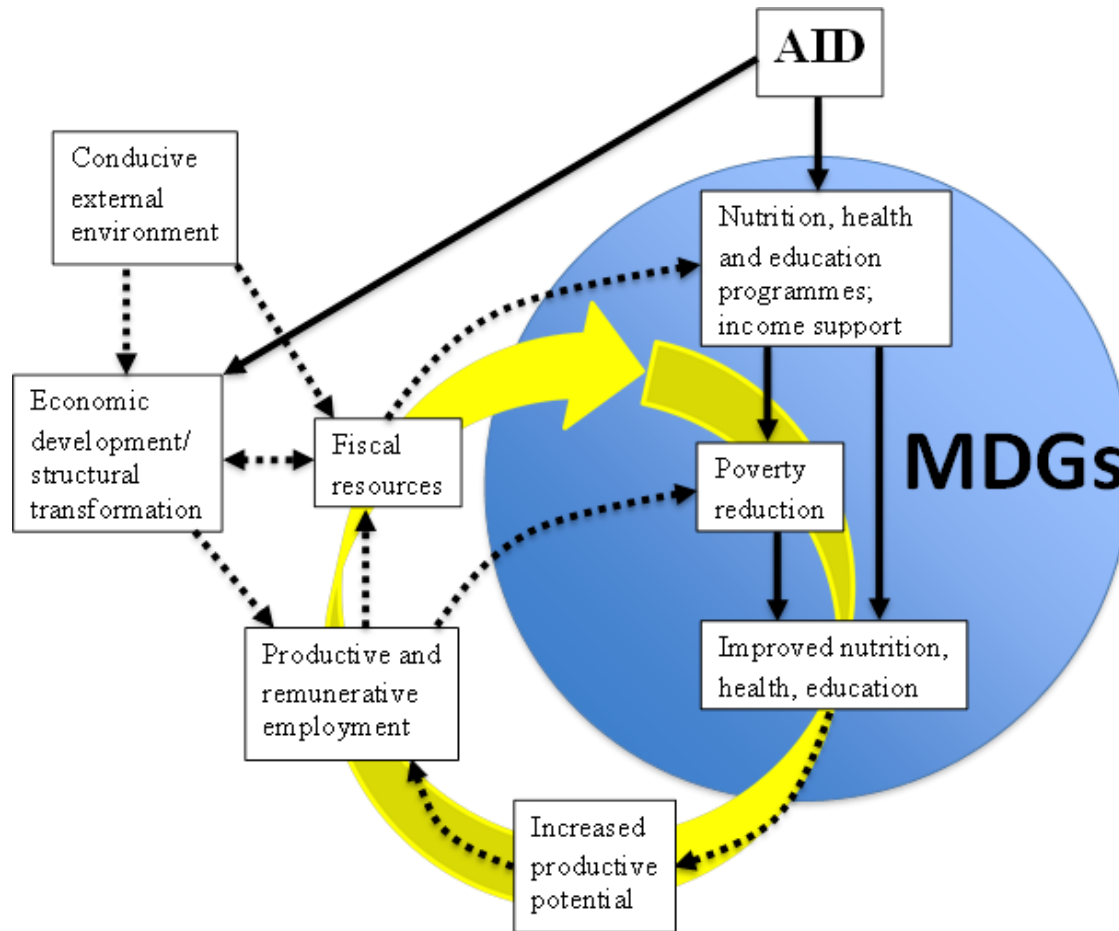 AID
Conducive
external
environment
Nutrition, health
and education
programmes;
income support
Economic
development/
structural
transformation
Fiscal
resources
Poverty
reduction
MDGs
Productive and
remunerative
employment
Improved nutrition,
health, education
Increased
productive
potential